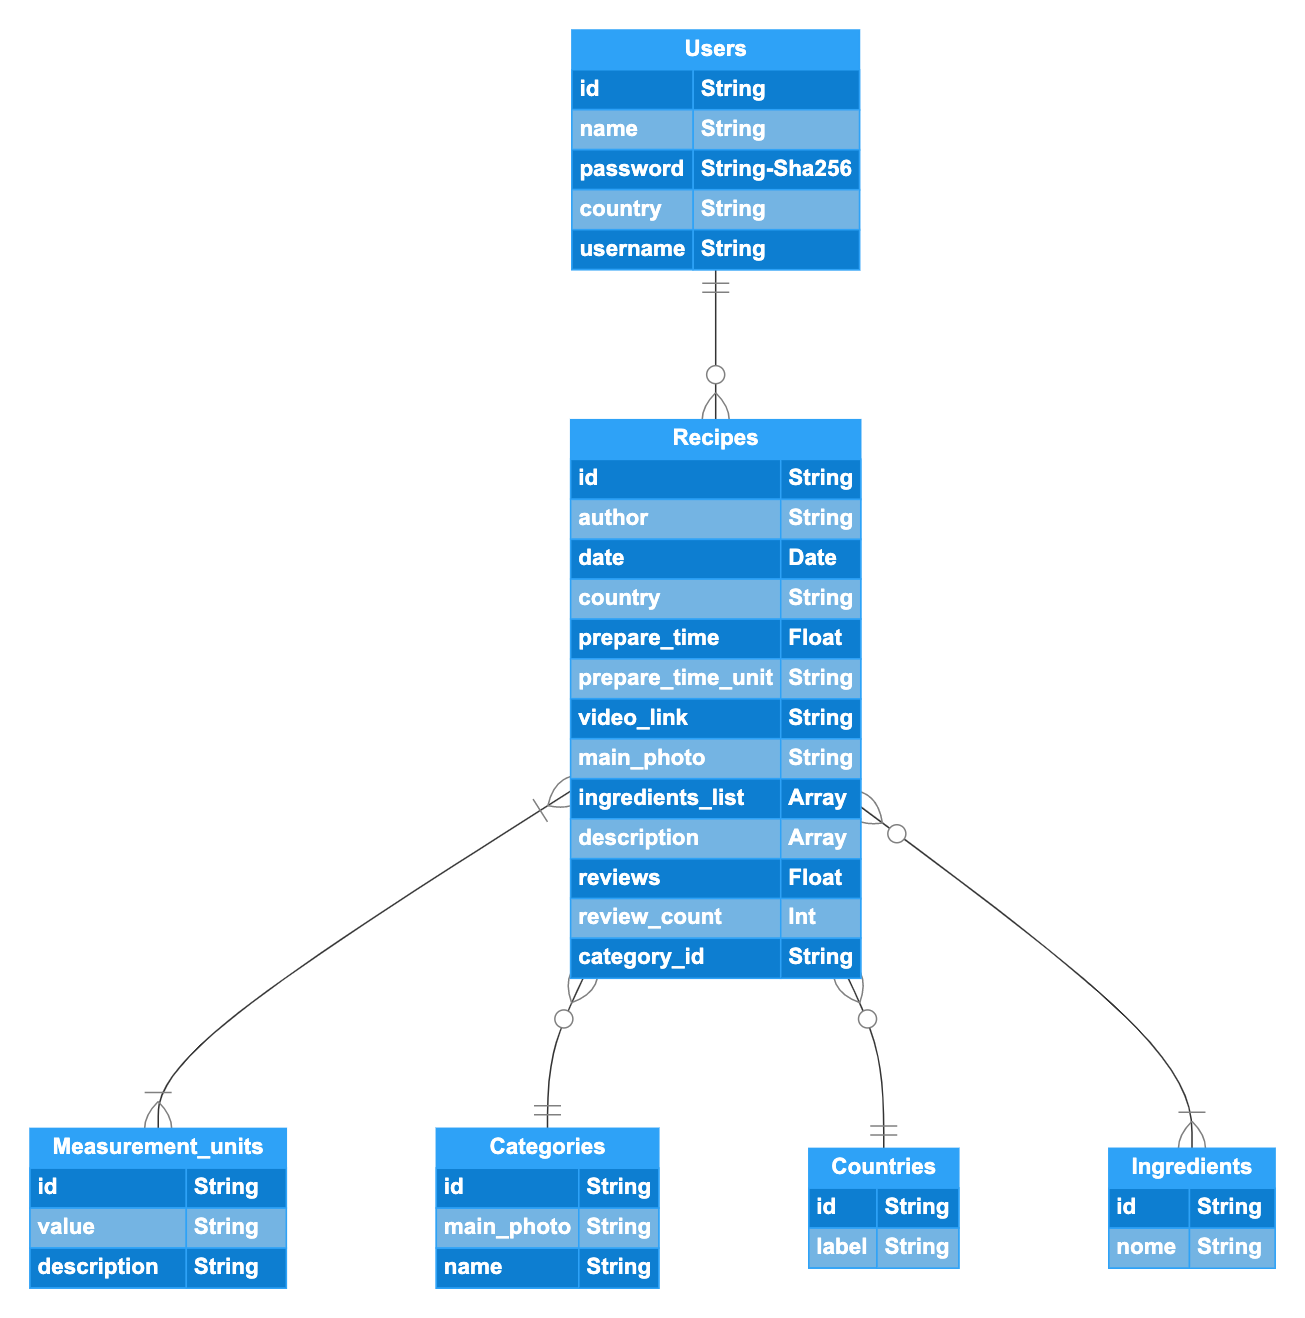 Users
id String
name String
password String-Sha256
country String
username String
Recipes
id String
author String
date Date
country String
prepare_time Float
prepare_time_unit String
video_link String
main_photo String
ingredients_list Array
description Array
reviews Float
review_count Int
category_id String
Measurement_units
id String
value String
description String
Categories
id String
main_photo String
name String
Countries
id String
label String
Ingredients
id String
nome String